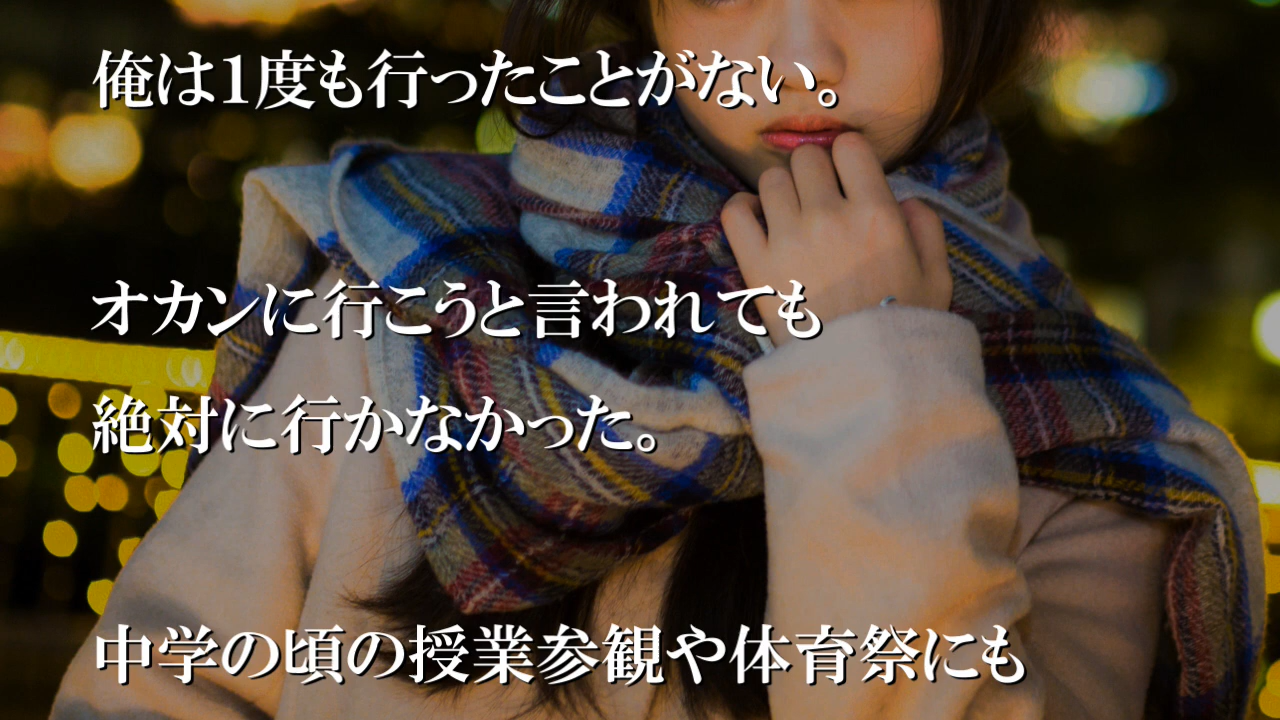 俺は1度も行ったことがない。
オカンに行こうと言われても
絶対に行かなかった。
中学の頃の授業参観や体育祭にも